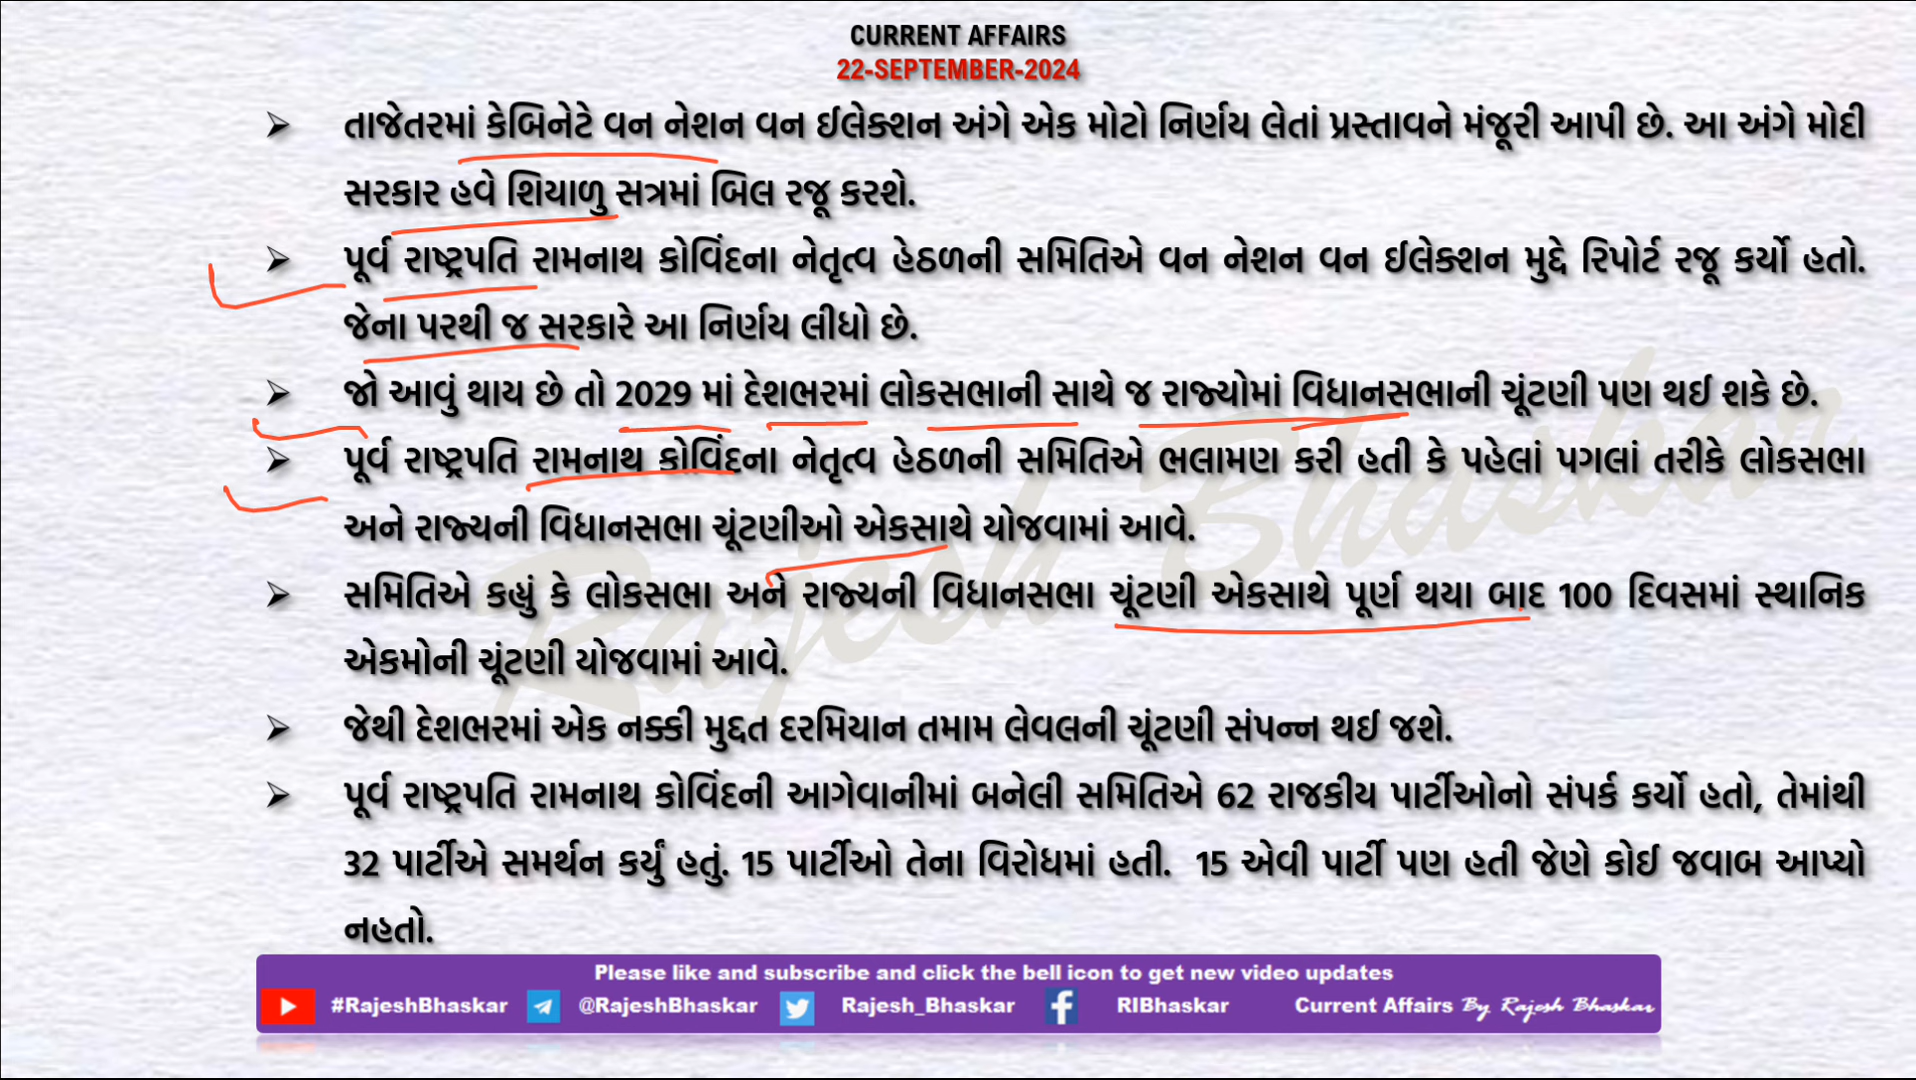 CURRENT AFFAIRS
22-SEPTEMBER-2024
➢ તાજેતરમાં કેબિનેટે વન નેશન વન ઈલેક્શન અંગે એક મોટો નિર્ણય લેતાં પ્રસ્તાવને મંજૂરી આપી છે. આ અંગે મોદી
સરકાર હવે શિયાળુ સત્રમાં બિલ રજૂ કરશે.
➢ પૂર્વ રાષ્ટ્રપતિ રામનાથ કોવિંદના નેતૃત્વ હેઠળની સમિતિએ વન નેશન વન ઈલેક્શન મુદ્દે રિપોર્ટ રજૂ કર્યો હતો.
જેના પરથી જ સરકારે આ નિર્ણય લીધો છે.
➢ જો આવું થાય છે તો 2029 માં દેશભરમાં લોકસભાની સાથે જ રાજ્યોમાં વિધાનસભાની ચૂંટણી પણ થઈ શકે છે.
➢ પૂર્વ રાષ્ટ્રપતિ રામનાથ કોવિંદના નેતૃત્વ હેઠળની સમિતિએ ભલામણ કરી હતી કે પહેલાં પગલાં તરીકે લોકસભા
અને રાજ્યની વિધાનસભા ચૂંટણીઓ એકસાથે યોજવામાં આવે.
➢ સમિતિએ કહ્યું કે લોકસભા અને રાજ્યની વિધાનસભા ચૂંટણી એકસાથે પૂર્ણ થયા બાદ 100 દિવસમાં સ્થાનિક
એકમોની ચૂંટણી યોજવામાં આવે.
➢ જેથી દેશભરમાં એક નક્કી મુદ્દત દરમિયાન તમામ લેવલની ચૂંટણી સંપન્ન થઈ જશે.
➢ પૂર્વ રાષ્ટ્રપતિ રામનાથ કોવિંદની આગેવાનીમાં બનેલી સમિતિએ 62 રાજકીય પાર્ટીઓનો સંપર્ક કર્યો હતો, તેમાંથી
32 પાર્ટીએ સમર્થન કર્યું હતું. 15 પાર્ટીઓ તેના વિરોધમાં હતી. 15 એવી પાર્ટી પણ હતી જેણે કોઈ જવાબ આપ્યો
નહતો.
Rajesh Bhaskar
Please like and subscribe and click the bell icon to get new video updates
#RajeshBhaskar @RajeshBhaskar Rajesh_Bhaskar RIBhaskar Current Affairs By Rajesh Bhaskar